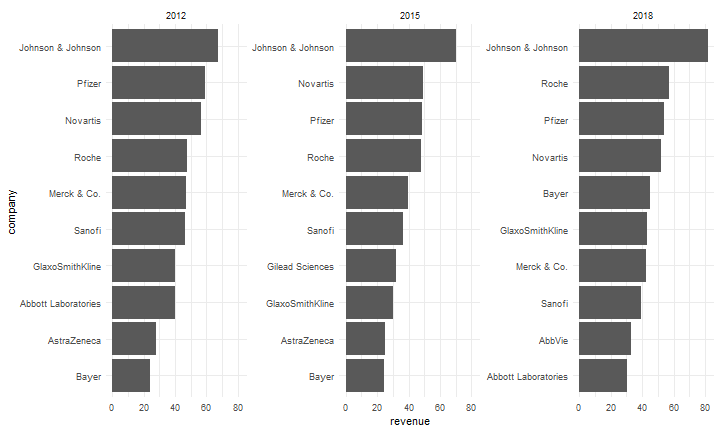 2012
2015
2018
company
Johnson & Johnson
Pfizer
Novartis
Roche
Merck & Co.
Sanofi
GlaxoSmithKline
Abbott Laboratories
AstraZeneca
Bayer
0 20 40 60 80
Johnson & Johnson
Novartis
Pfizer
Roche
Merck & Co.
Sanofi
Gilead Sciences
GlaxoSmithKline
AstraZeneca
Bayer
0 20 40 60 80
Johnson & Johnson
Roche
Pfizer
Novartis
Bayer
GlaxoSmithKline
Merck & Co.
Sanofi
AbbVie
Abbott Laboratories
0 20 40 60 80
revenue